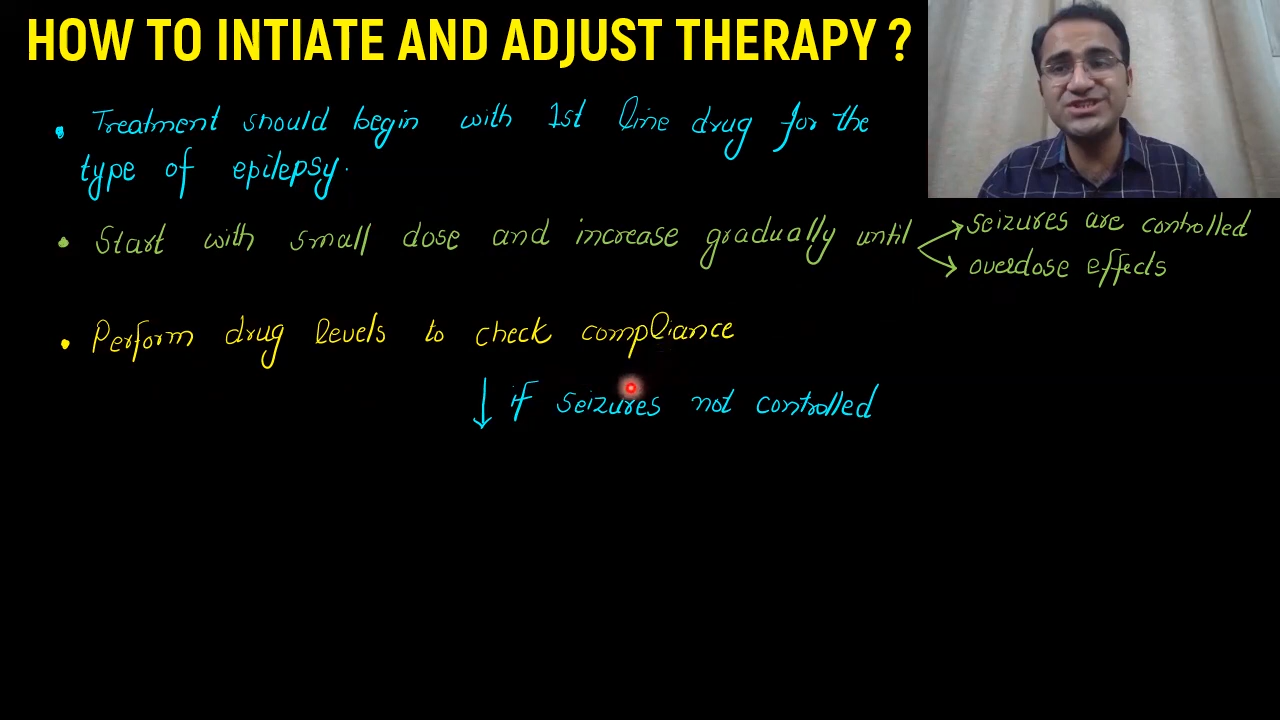 HOW TO INTIATE AND ADJUST THERAPY ?
• Treatment should begin with 1st line drug for the
type of epilepsy.
• Start with small dose and increase gradually until
seizures are controlled
overdose effects
• Perform drug levels to check compliance
↓ if seizures not controlled